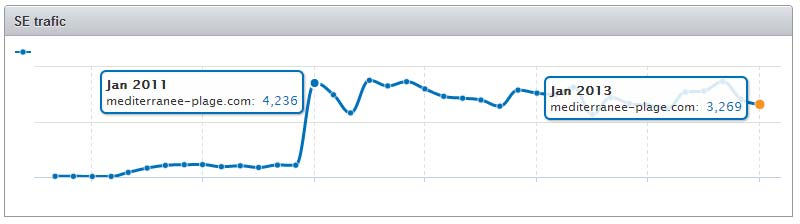 SE trafic
Jan 2011
mediterranee-plage.com: 4,236
Jan 2013
mediterranee-plage.com: 3,269